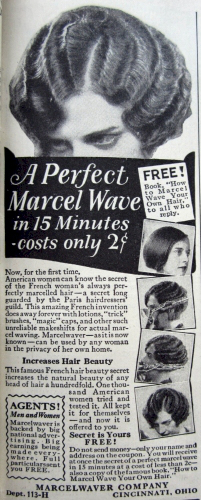 FREE!
Book, "How
to Marcel
Wave Your
Own Hair,"
to all who
reply.
A Perfect
Marcel Wave
in 15 Minutes
-costs only 2¢
Now, for the first time,
American women can know the secret
of the French woman's always per-
fectly marcelled hair—a secret long
guarded by the Paris hairdressers'
guild. This amazing French invention
does away forever with lotions, "trick"
brushes, "magic" caps, and other such
unreliable makeshifts for actual mar-
cel waving. Marcelwaver—as it is now
known—can be used by any woman
in the privacy of her own home.
Increases Hair Beauty
This famous French hair beauty secret
increases the natural beauty of any
head of hair a hundredfold. One thou-
sand American
women tried and
tested it. All kept
it for themselves
—and now it is
offered to you.
Secret Is Yours
FREE!
AGENTS!
Men and Women
Marcelwaver is
backed by big
national adver-
tising. Big
earnings being
made every-
where. Full
particulars sent
you FREE.
Do not send money—only your name and
address on the coupon. You will receive
the secret of a perfect marcel wave
in 15 minutes at a cost of less than 2c—
also a copy of the famous book, "How to
Marcel Wave Your Own Hair."
MARCELWAVER COMPANY
Dept. 113-H CINCINNATI, OHIO